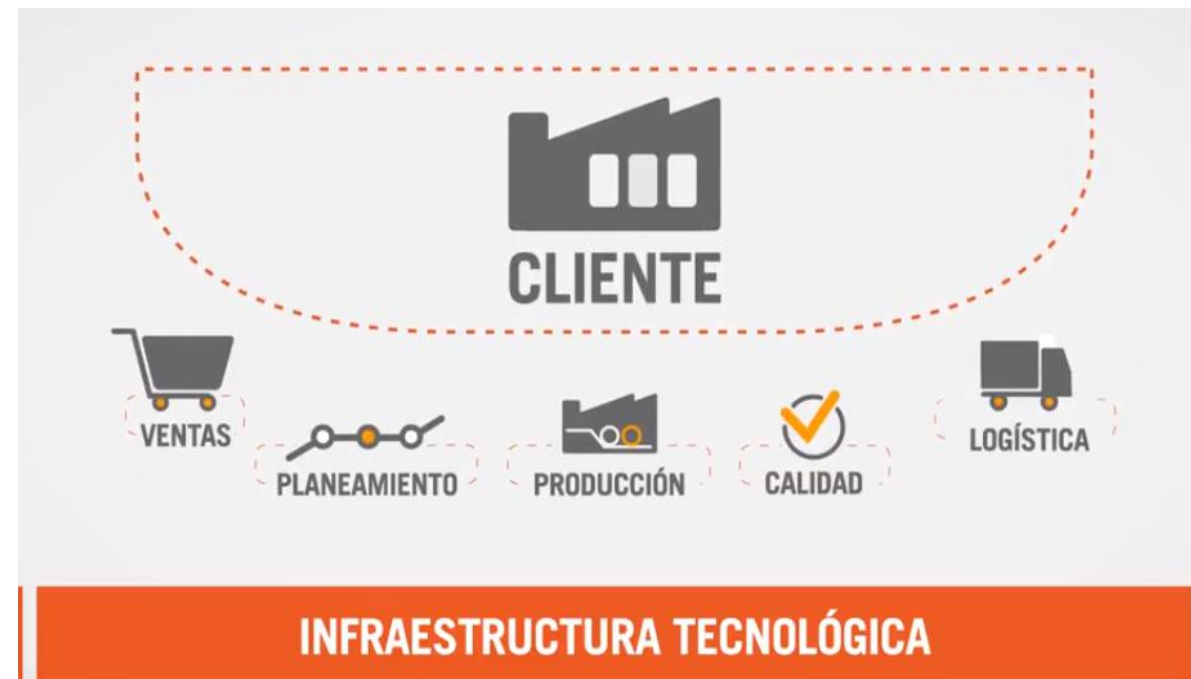 CLIENTE
VENTAS
PLANEAMIENTO
PRODUCCIÓN
CALIDAD
LOGÍSTICA
INFRAESTRUCTURA TECNOLÓGICA